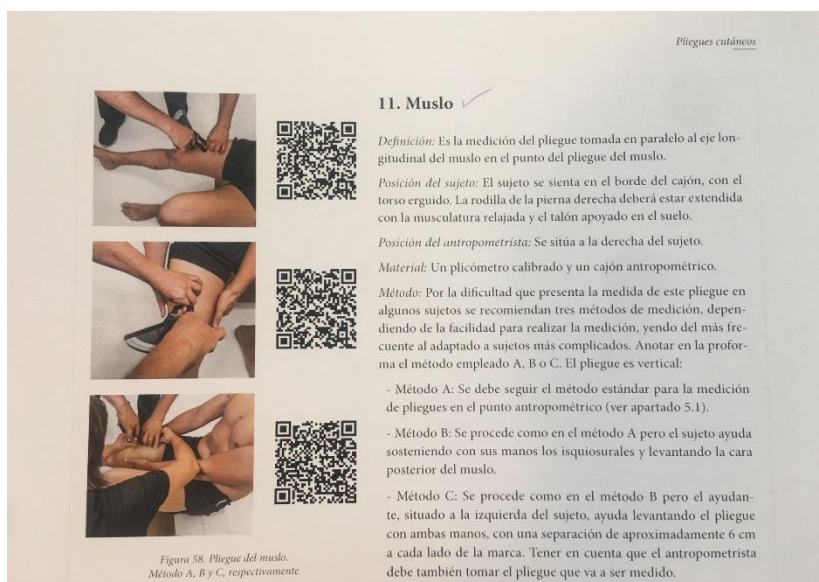 Pliegues cutáneos
11. Muslo
Definición: Es la medición del pliegue tomada en paralelo al eje lon-
gitudinal del muslo en el punto del pliegue del muslo.
Posición del sujeto: El sujeto se sienta en el borde del cajón, con el
torso erguido. La rodilla de la pierna derecha deberá estar extendida
con la musculatura relajada y el talón apoyado en el suelo.
Posición del antropometrista: Se sitúa a la derecha del sujeto.
Material: Un plicómetro calibrado y un cajón antropométrico.
Método: Por la dificultad que presenta la medida de este pliegue en
algunos sujetos se recomiendan tres métodos de medición, depen-
diendo de la facilidad para realizar la medición, yendo del más fre-
cuente al adaptado a sujetos más complicados. Anotar en la profor-
ma el método empleado A, B o C. El pliegue es vertical:
- Método A: Se debe seguir el método estándar para la medición
de pliegues en el punto antropométrico (ver apartado 5.1).
- Método B: Se procede como en el método A pero el sujeto ayuda
sosteniendo con sus manos los isquiosurales y levantando la cara
posterior del muslo.
- Método C: Se procede como en el método B pero el ayudan-
te, situado a la izquierda del sujeto, ayuda levantando el pliegue
con ambas manos, con una separación de aproximadamente 6 cm
a cada lado de la marca. Tener en cuenta que el antropometrista
debe también tomar el pliegue que va a ser medido.
Figura 58. Pliegue del muslo.
Método A, B y C, respectivamente